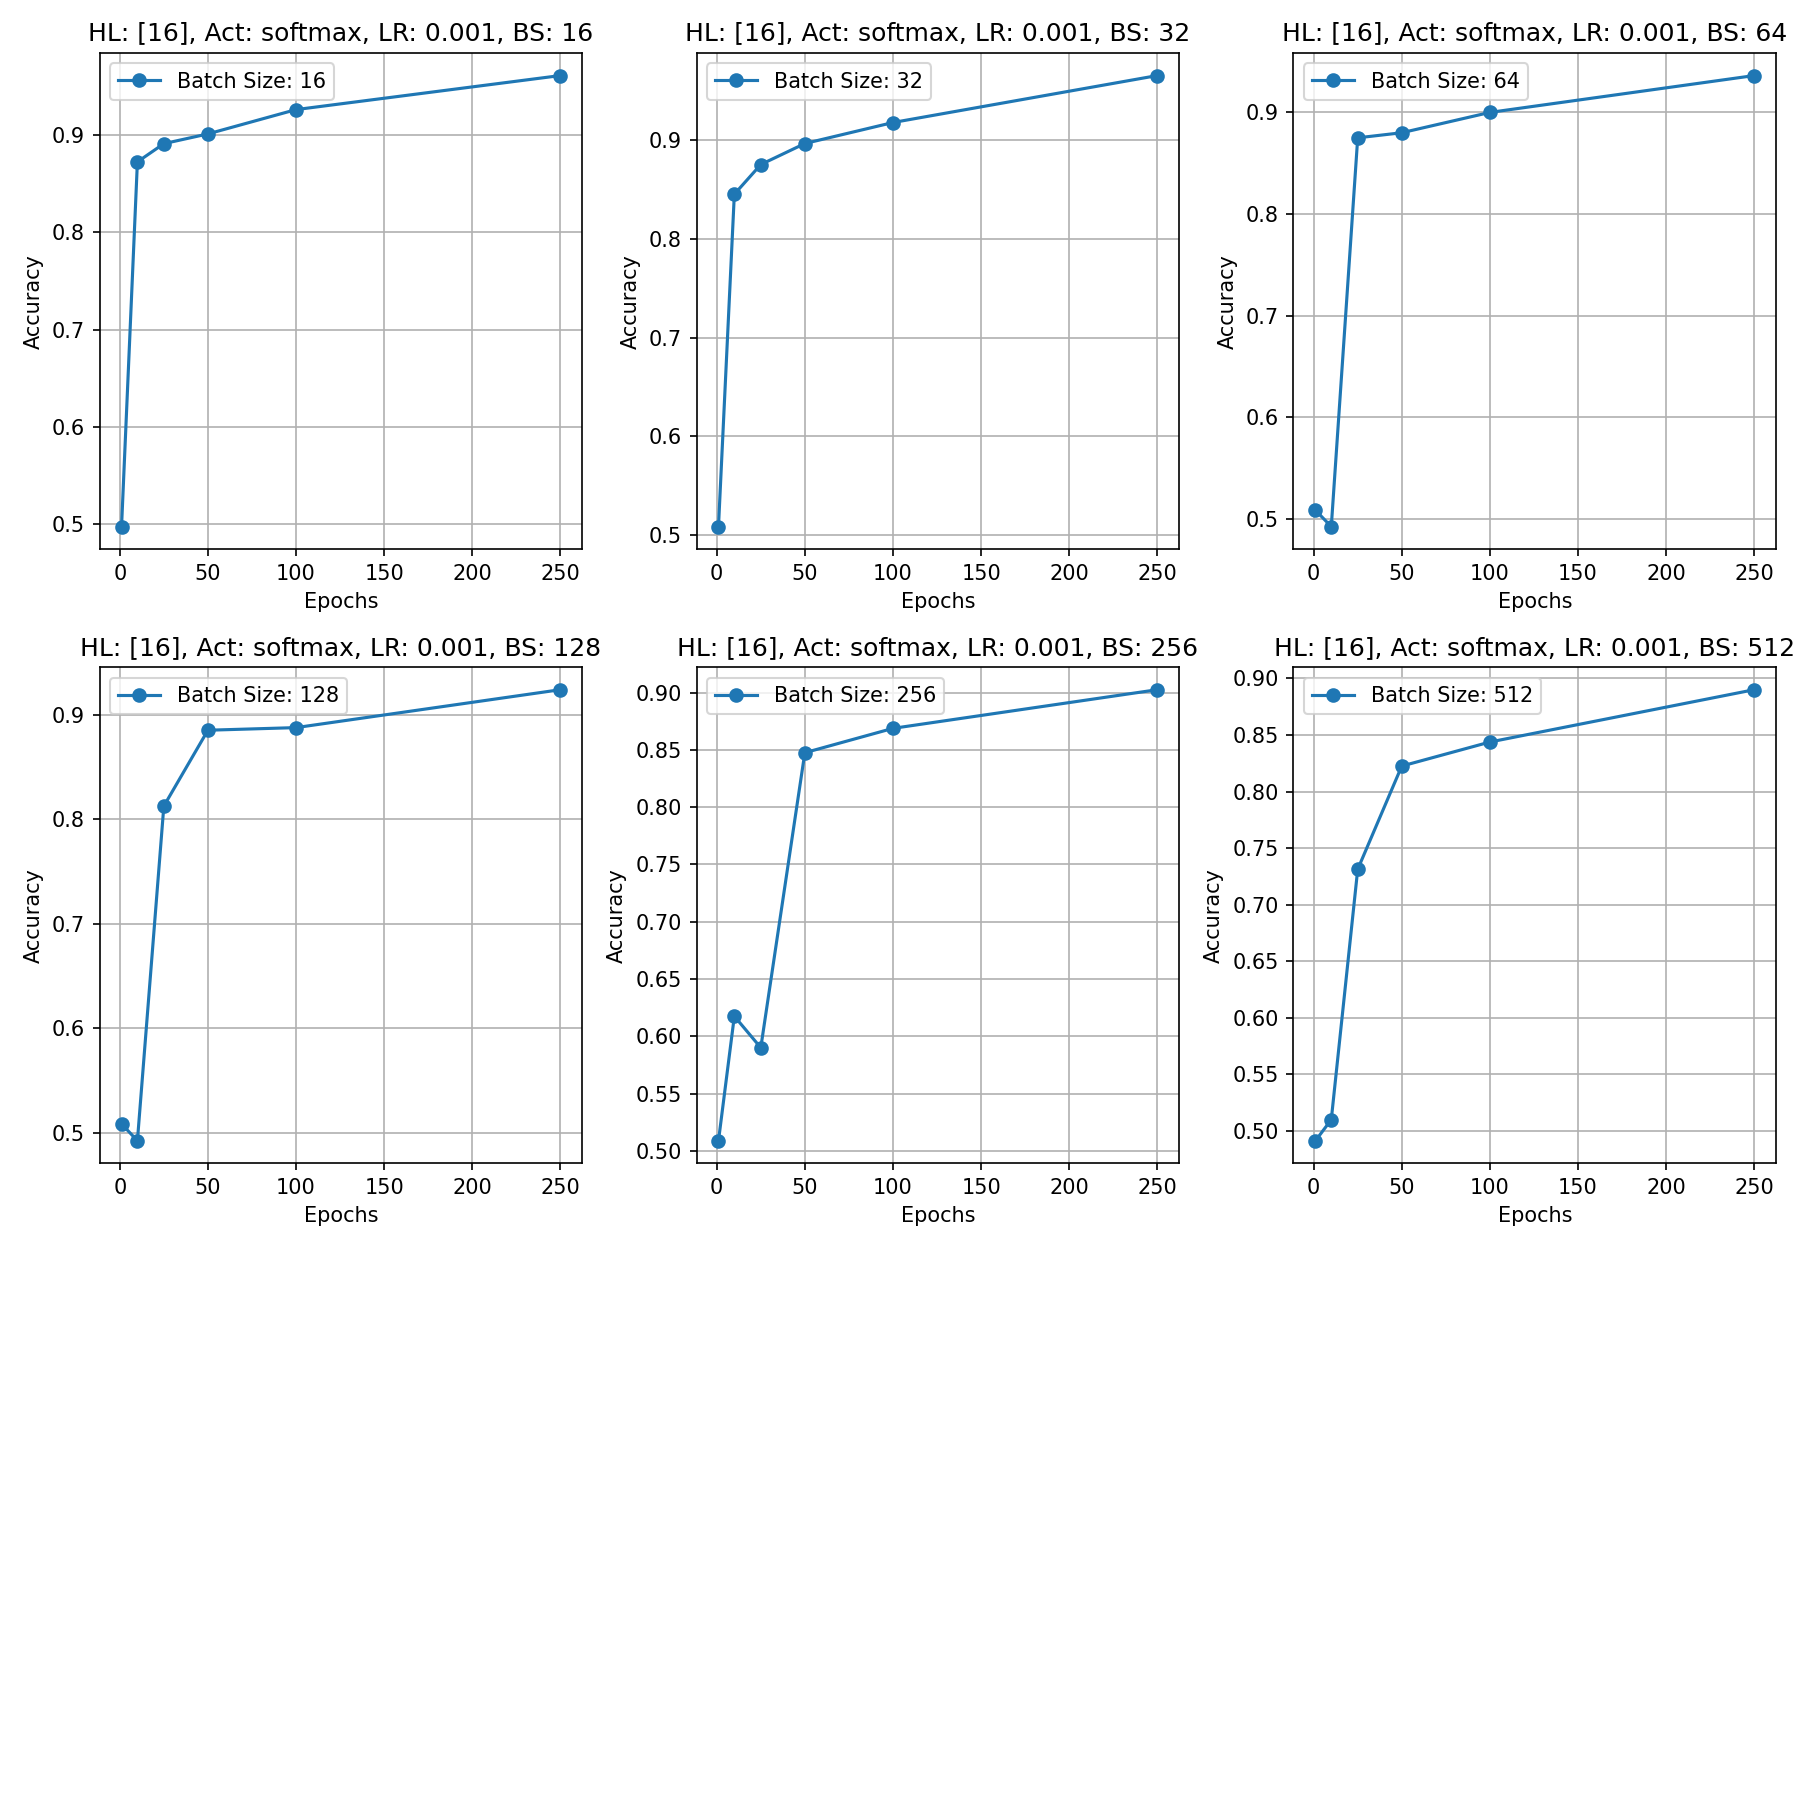 HL: [16], Act: softmax, LR: 0.001, BS: 16
Batch Size: 16
0.9
0.8
0.7
0.6
0.5
Accuracy
0 50 100 150 200 250
Epochs
HL: [16], Act: softmax, LR: 0.001, BS: 32
Batch Size: 32
0.9
0.8
0.7
0.6
0.5
Accuracy
0 50 100 150 200 250
Epochs
HL: [16], Act: softmax, LR: 0.001, BS: 64
Batch Size: 64
0.9
0.8
0.7
0.6
0.5
Accuracy
0 50 100 150 200 250
Epochs
HL: [16], Act: softmax, LR: 0.001, BS: 128
Batch Size: 128
0.9
0.8
0.7
0.6
0.5
Accuracy
0 50 100 150 200 250
Epochs
HL: [16], Act: softmax, LR: 0.001, BS: 256
Batch Size: 256
0.90
0.85
0.80
0.75
0.70
0.65
0.60
0.55
0.50
Accuracy
0 50 100 150 200 250
Epochs
HL: [16], Act: softmax, LR: 0.001, BS: 512
Batch Size: 512
0.90
0.85
0.80
0.75
0.70
0.65
0.60
0.55
0.50
Accuracy
0 50 100 150 200 250
Epochs